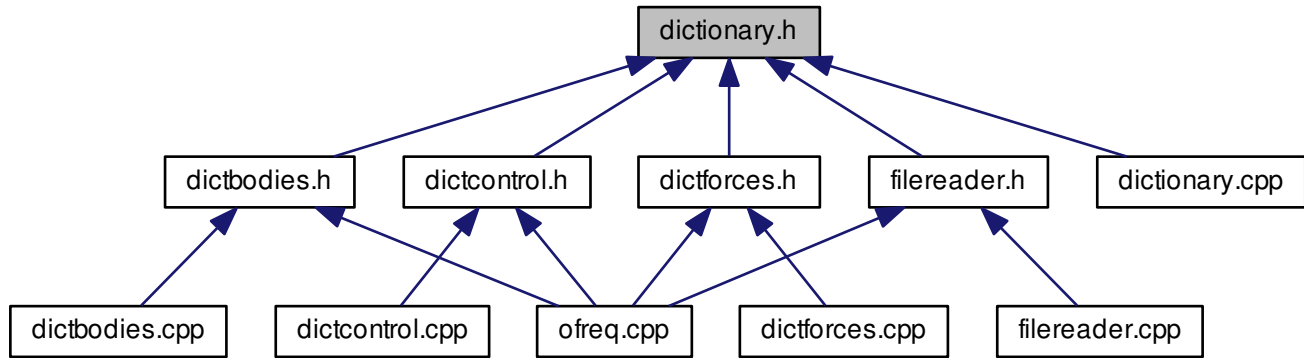 dictionary.h
dictbodies.h
dictcontrol.h
dictforces.h
filereader.h
dictionary.cpp
dictbodies.cpp
dictcontrol.cpp
ofreq.cpp
dictforces.cpp
filereader.cpp